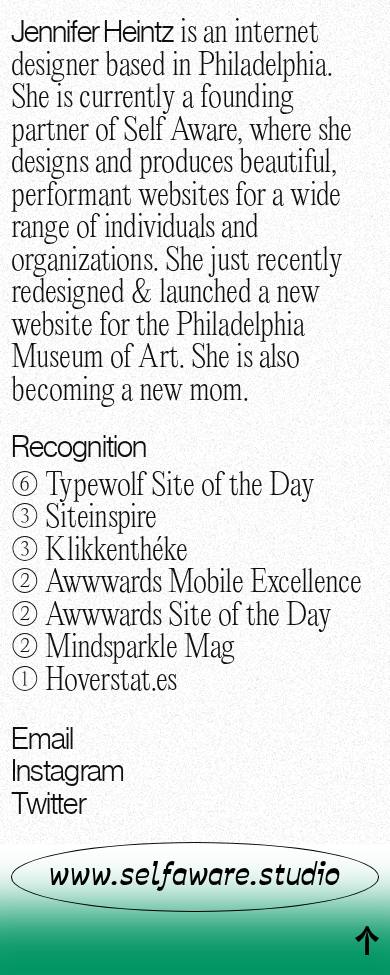 Jennifer Heintz is an internet
designer based in Philadelphia.
She is currently a founding
partner of Self Aware, where she
designs and produces beautiful,
performant websites for a wide
range of individuals and
organizations. She just recently
redesigned & launched a new
website for the Philadelphia
Museum of Art. She is also
becoming a new mom.
Recognition
⑥ Typewolf Site of the Day
③ Siteinspire
③ Klikkenthéke
② Awwwards Mobile Excellence
② Awwwards Site of the Day
② Mindsparkle Mag
① Hoverstat.es
Email
Instagram
Twitter
www.selfaware.studio